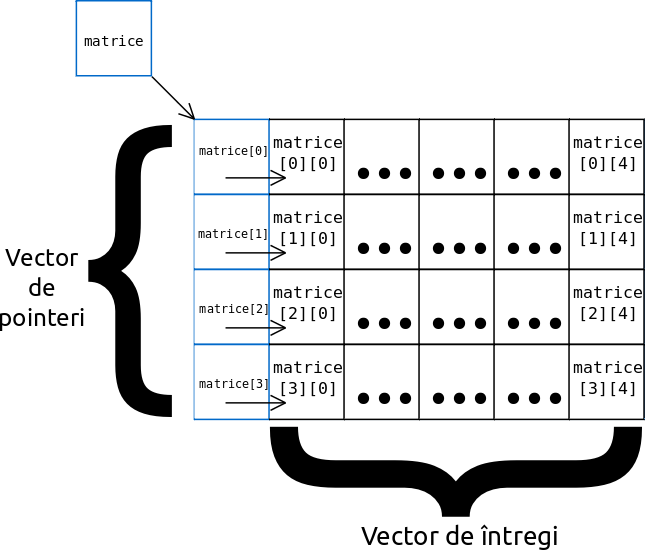 matrice
matrice[0]
matrice
[0][0]
matrice
[0][4]
matrice[1]
matrice
[1][0]
matrice
[1][4]
matrice[2]
matrice
[2][0]
matrice
[2][4]
matrice[3]
matrice
[3][0]
matrice
[3][4]
Vector
de
pointeri
Vector de întregi